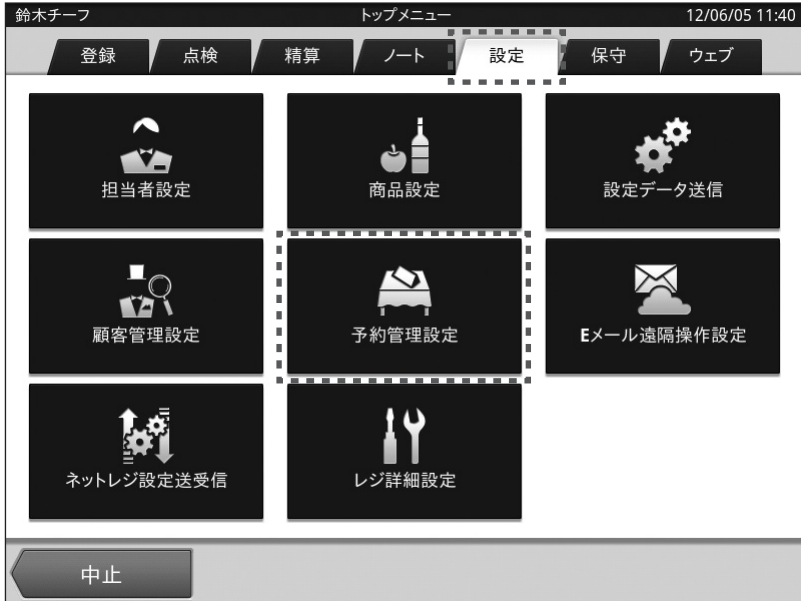 鈴木チーフ トップメニュー 12/06/05 11:40
登録 点検 精算 ノート 設定 保守 ウェブ
担当者設定 商品設定 設定データ送信
顧客管理設定 予約管理設定 Eメール遠隔操作設定
ネットレジ設定送受信 レジ詳細設定
中止